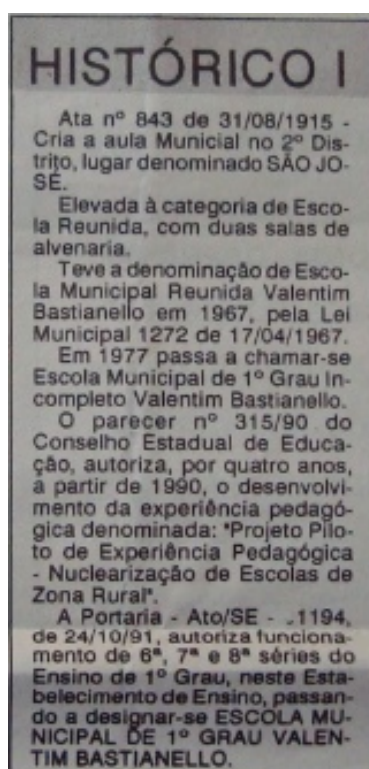 HISTÓRICO I
Ata nº 843 de 31/08/1915 -
Cria a aula Municial no 2º Dis-
trito, lugar denominado SÃO JO-
SÉ.
Elevada à categoria de Esco-
la Reunida, com duas salas de
alvenaria.
Teve a denominação de Esco-
la Municipal Reunida Valentim
Bastianello em 1967, pela Lei
Municipal 1272 de 17/04/1967.
Em 1977 passa a chamar-se
Escola Municipal de 1º Grau In-
completo Valentim Bastianello.
O parecer nº 315/90 do
Conselho Estadual de Educa-
ção, autoriza, por quatro anos,
a partir de 1990, o desenvolvi-
mento da experiência pedagó-
gica denominada: "Projeto Pilo-
to de Experiência Pedagógica
- Nuclearização de Escolas de
Zona Rural".
A Portaria - Ato/SE - .1194,
de 24/10/91, autoriza funciona-
mento de 6ª, 7ª e 8ª séries do
Ensino de 1º Grau, neste Esta-
belecimento de Ensino, passan-
do a designar-se ESCOLA MU-
NICIPAL DE 1º GRAU VALEN-
TIM BASTIANELLO.